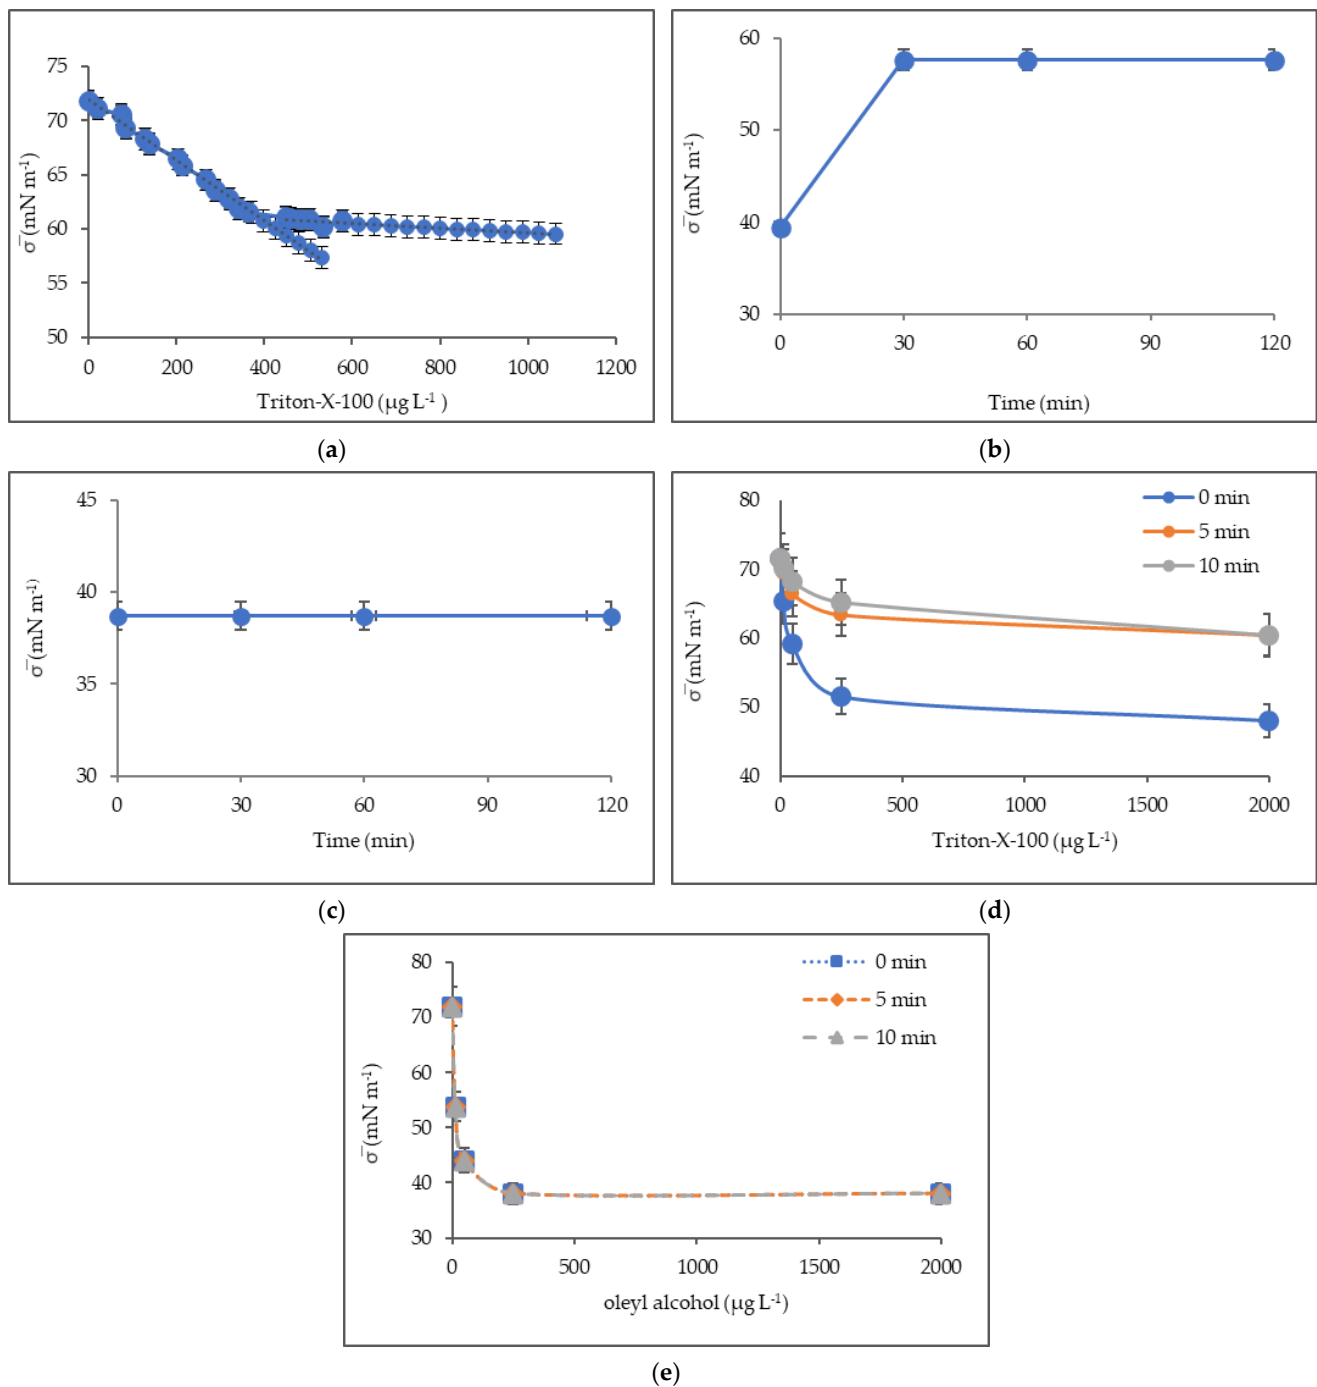 75
70
65
60
55
50
σ̅ (mN m⁻¹)
0 200 400 600 800 1000 1200
Triton-X-100 (µg L⁻¹ )
(a)
60
50
40
30
σ̅ (mN m⁻¹)
0 30 60 90 120
Time (min)
(b)
45
40
35
30
σ̅ (mN m⁻¹)
0 30 60 90 120
Time (min)
(c)
80
70
60
50
40
σ̅ (mN m⁻¹)
0 min
5 min
10 min
0 500 1000 1500 2000
Triton-X-100 (µg L⁻¹)
(d)
80
70
60
50
40
30
σ̅ (mN m⁻¹)
0 min
5 min
10 min
0 500 1000 1500 2000
oleyl alcohol (µg L⁻¹)
(e)